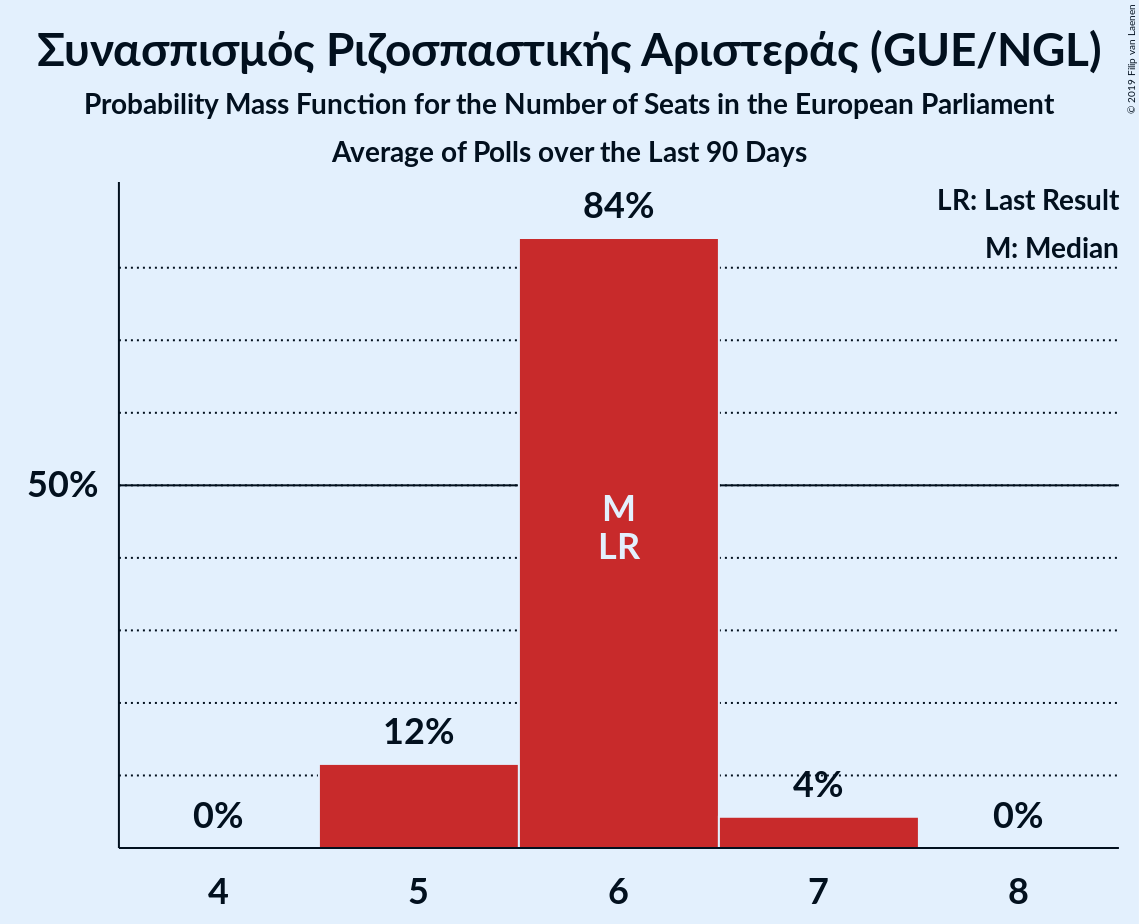 Συνασπισμός Ριζοσπαστικής Αριστεράς (GUE/NGL)
Probability Mass Function for the Number of Seats in the European Parliament
Average of Polls over the Last 90 Days
© 2019 Filip van Laenen
LR: Last Result
M: Median
84%
50%
M
LR
12%
4%
0%
0%
4 5 6 7 8